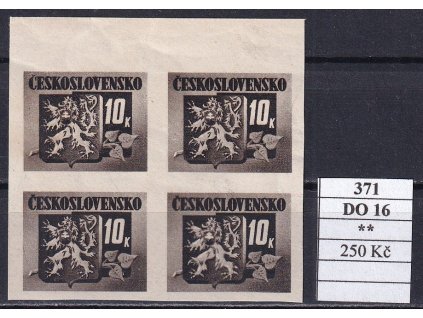 ČESKOSLOVENSKO ČESKOSLOVENSKO
10K 10K
ČESKOSLOVENSKO ČESKOSLOVENSKO
10K 10K
371
DO 16
**
250 Kč